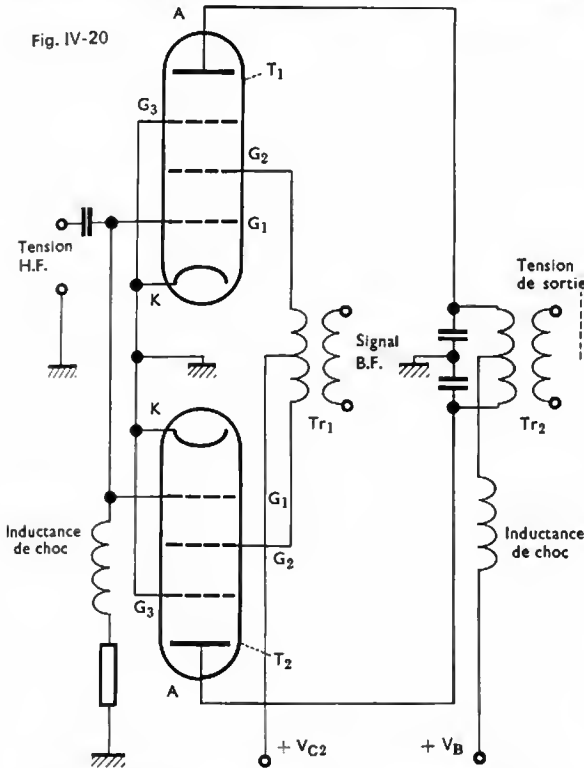 Fig. IV-20
A
T1
G3
G2
G1
K
Tension
H.F.
Signal
B.F.
Tr1
Tension
de sortie
Tr2
K
G1
G2
G3
Inductance
de choc
Inductance
de choc
T2
A
+ VC2
+ VB